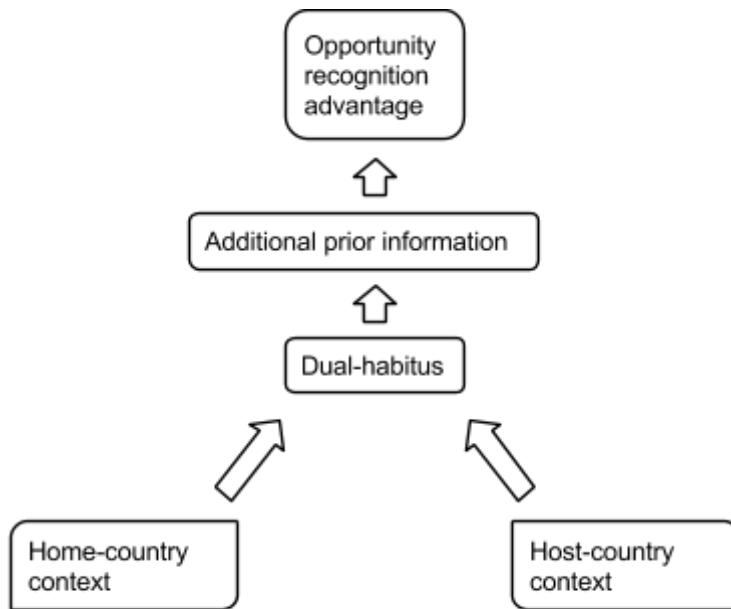 Opportunity
recognition
advantage
Additional prior information
Dual-habitus
Home-country
context
Host-country
context